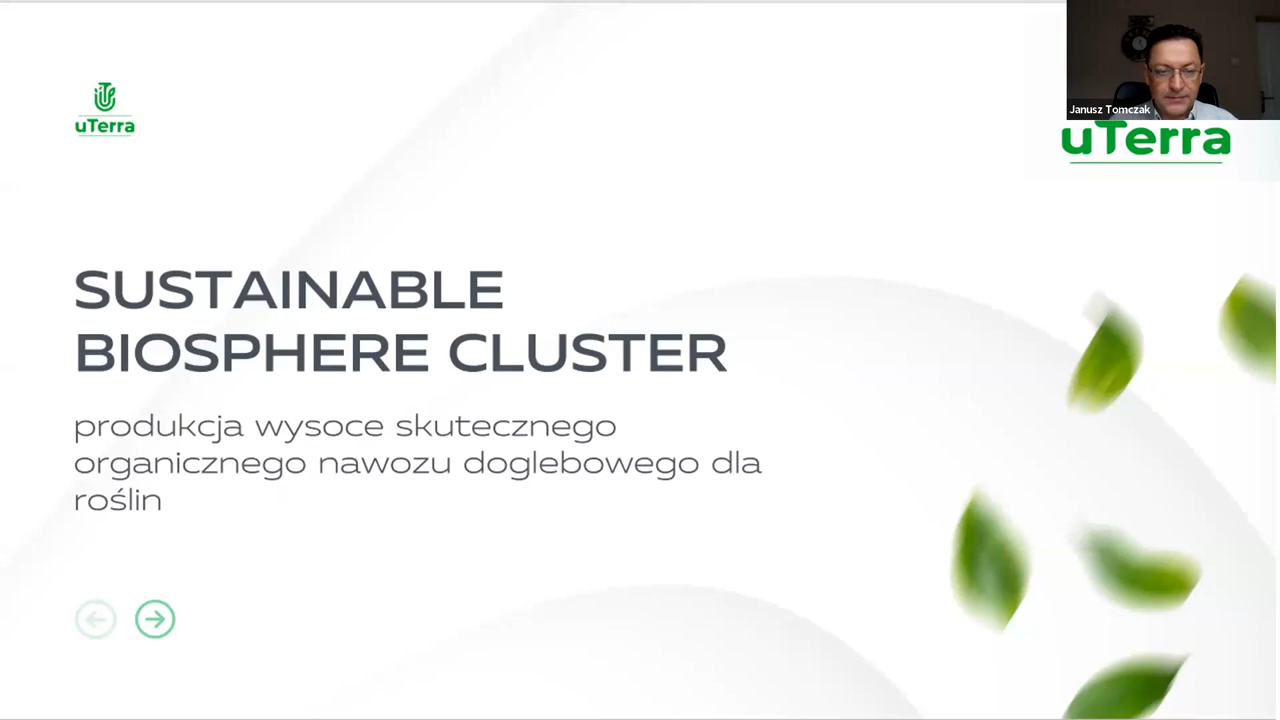 uTerra
Janusz Tomczak
uTerra
SUSTAINABLE
BIOSPHERE CLUSTER
produkcja wysoce skutecznego
organicznego nawozu doglebowego dla
roślin